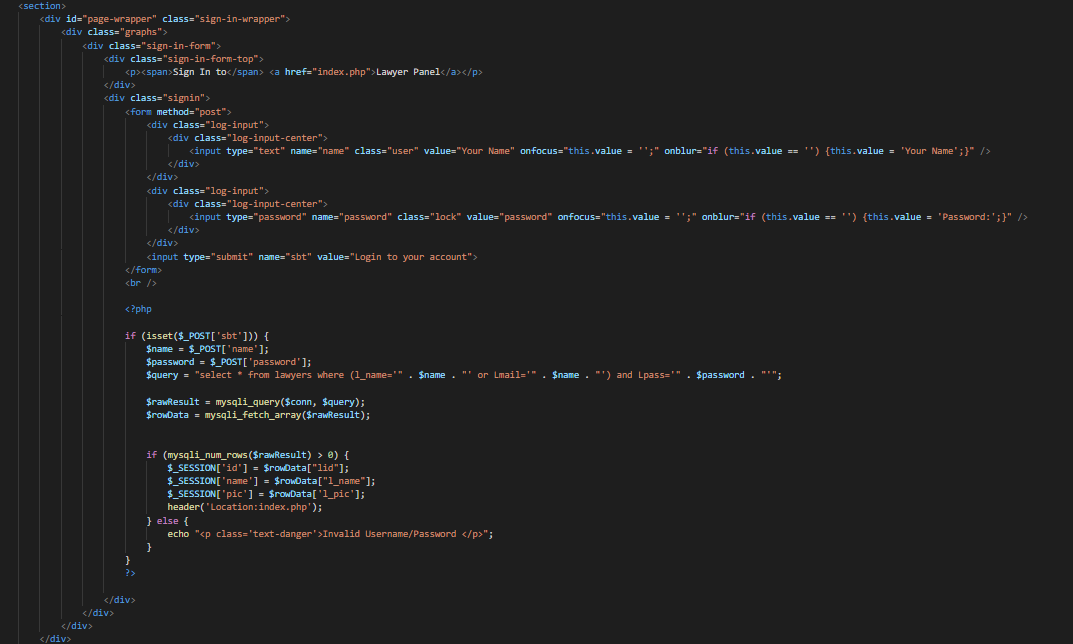 <section>
<div id="page-wrapper" class="sign-in-wrapper">
<div class="graphs">
<div class="sign-in-form">
<div class="sign-in-form-top">
<p><span>Sign In to</span> <a href="index.php">Lawyer Panel</a></p>
</div>
<div class="signin">
<form method="post">
<div class="log-input">
<div class="log-input-center">
<input type="text" name="name" class="user" value="Your Name" onfocus="this.value = '';" onblur="if (this.value == '') {this.value = 'Your Name';}" />
</div>
</div>
<div class="log-input">
<div class="log-input-center">
<input type="password" name="password" class="lock" value="password" onfocus="this.value = '';" onblur="if (this.value == '') {this.value = 'Password:';}" />
</div>
</div>
<input type="submit" name="sbt" value="Login to your account">
</form>
<br />
<?php
if (isset($_POST['sbt'])) {
$name = $_POST['name'];
$password = $_POST['password'];
$query = "select * from lawyers where (l_name='" . $name . "' or Lmail='" . $name . "') and Lpass='" . $password . "'";
$rawResult = mysqli_query($conn, $query);
$rowData = mysqli_fetch_array($rawResult);
if (mysqli_num_rows($rawResult) > 0) {
$_SESSION['id'] = $rowData["lid"];
$_SESSION['name'] = $rowData["l_name"];
$_SESSION['pic'] = $rowData['l_pic'];
header('Location:index.php');
} else {
echo "<p class='text-danger'>Invalid Username/Password </p>";
}
}
?>
</div>
</div>
</div>
</div>